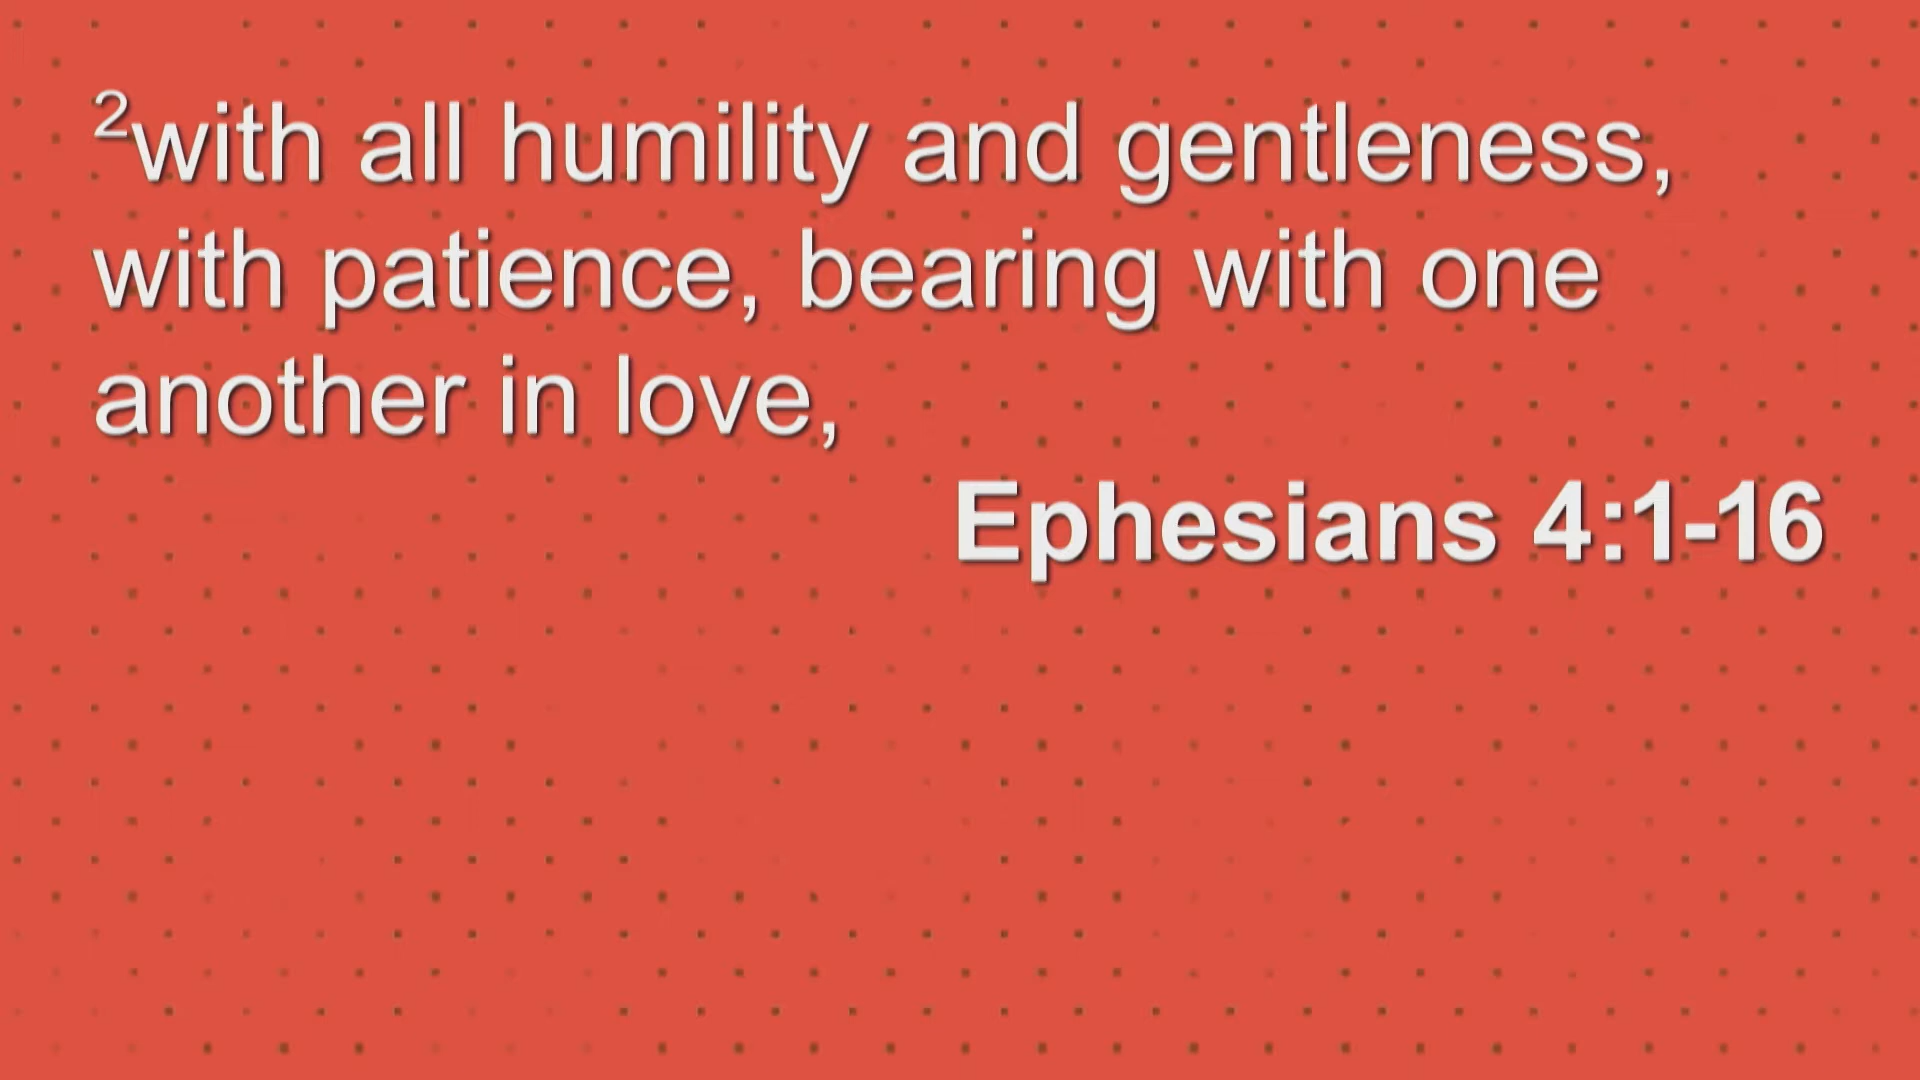 ²with all humility and gentleness,
with patience, bearing with one
another in love,
Ephesians 4:1-16